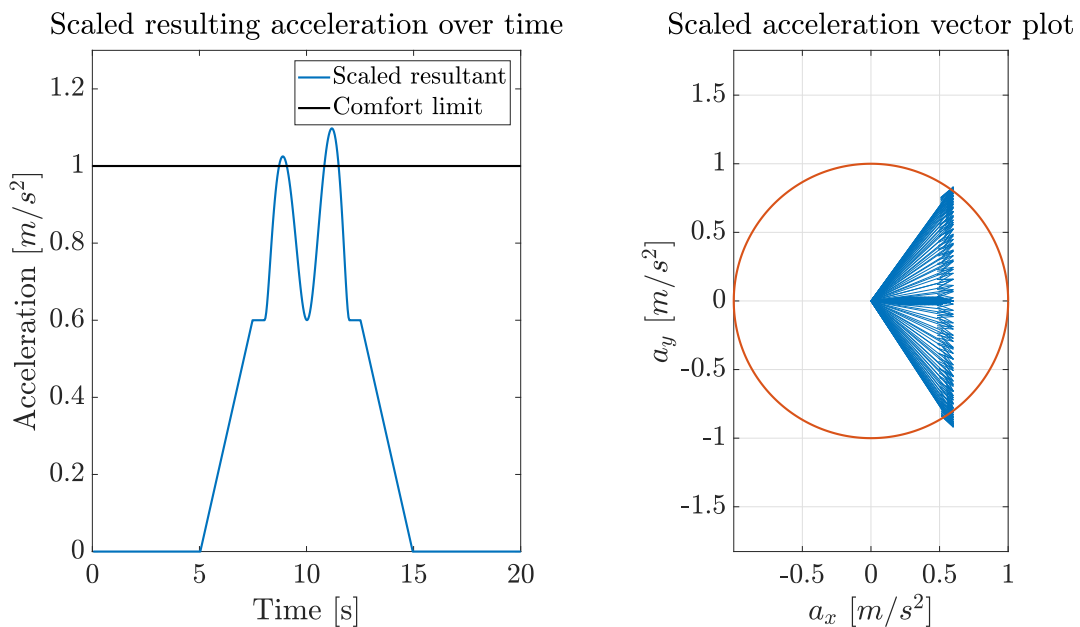 Scaled resulting acceleration over time
1.2
1
0.8
0.6
0.4
0.2
0
Acceleration [m/s²]
Scaled resultant
Comfort limit
0 5 10 15 20
Time [s]
Scaled acceleration vector plot
1.5
1
0.5
0
-0.5
-1
-1.5
a_y [m/s²]
-0.5 0 0.5 1
a_x [m/s²]